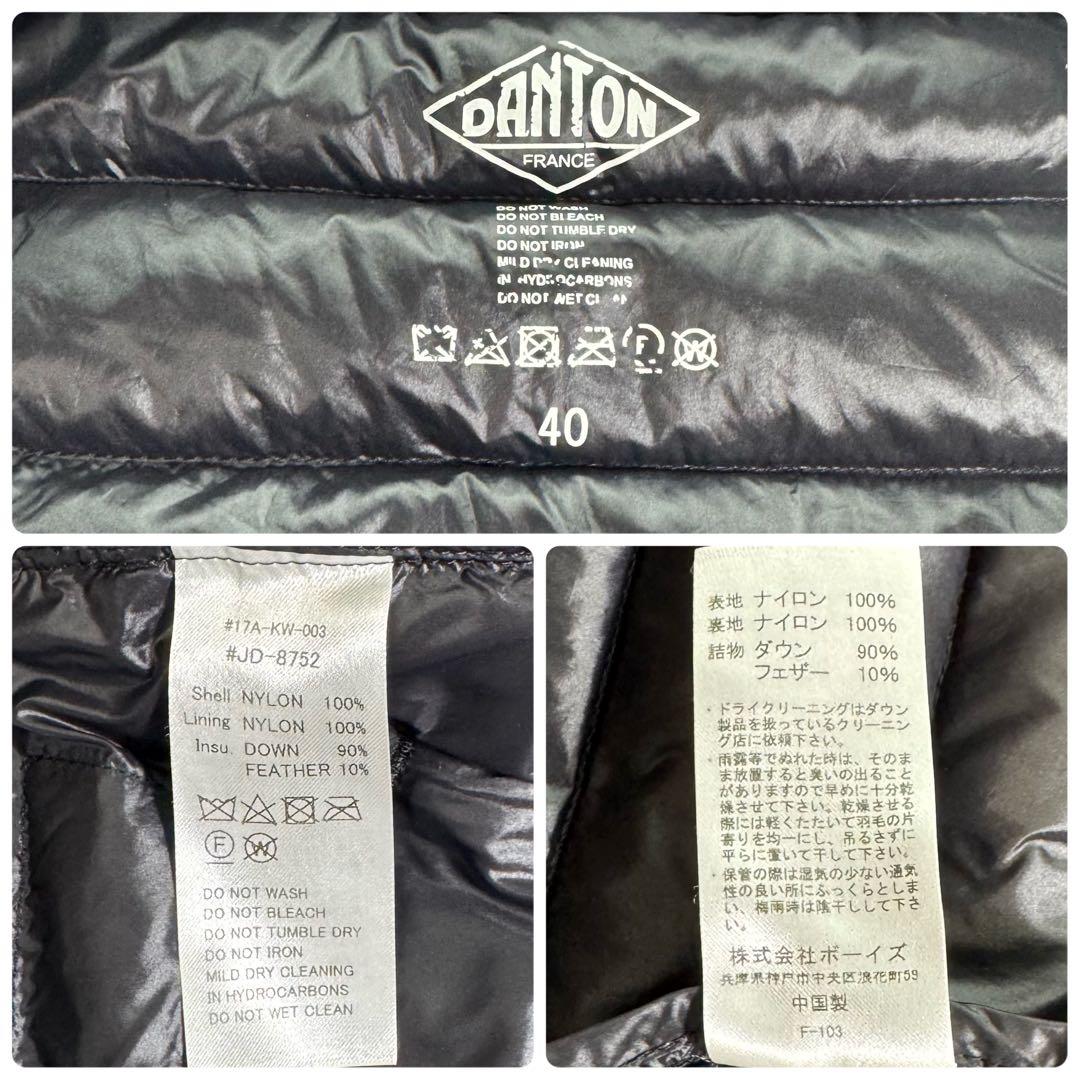 DANTON
FRANCE
DO NOT WASH
DO NOT BLEACH
DO NOT TUMBLE DRY
DO NOT IRON
MILD DRY CLEANING
IN HYDROCARBONS
DO NOT WET CLEAN
F
W
40
#17A-KW-003
#JD-8752
Shell NYLON 100%
Lining NYLON 100%
Insu. DOWN 90%
FEATHER 10%
F W
DO NOT WASH
DO NOT BLEACH
DO NOT TUMBLE DRY
DO NOT IRON
MILD DRY CLEANING
IN HYDROCARBONS
DO NOT WET CLEAN
表地 ナイロン 100%
裏地 ナイロン 100%
詰物 ダウン 90%
フェザー 10%
・ドライクリーニングはダウン
製品を扱っているクリーニン
グ店に依頼下さい。
・雨露等でぬれた時は、そのま
ま放置すると臭いの出ること
がありますので早めに十分乾
燥させて下さい。乾燥させる
際には軽くたたいて羽毛の片
寄りを均一にし、吊るさずに
平らに置いて干して下さい。
・保管の際は湿気の少ない通気
性の良い所にふっくらとしま
い、梅雨時は陰干しして下さ
い。
株式会社ボーイズ
兵庫県神戸市中央区浪花町59
中国製
F-103